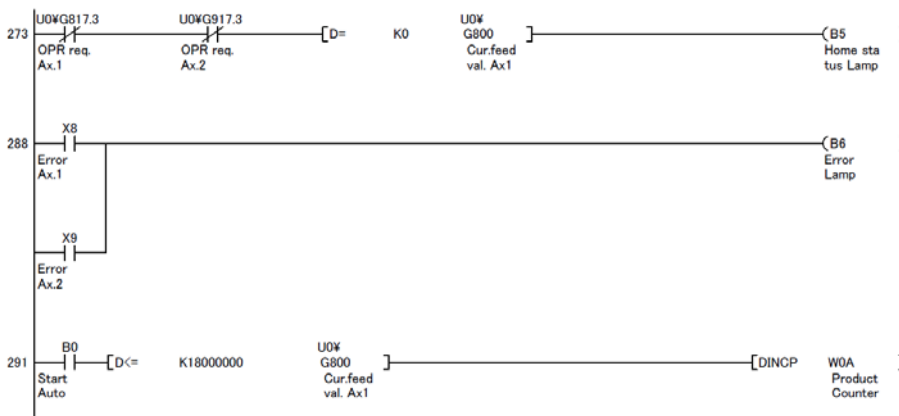 U0¥G817.3 U0¥G917.3 U0¥
273 [D= K0 G800 ] (B5
OPR req. OPR req. Cur.feed Home sta
Ax.1 Ax.2 val. Ax1 tus Lamp
X8
288 (B6
Error Error
Ax.1 Lamp
X9
Error
Ax.2
B0 U0¥
291 [D<= K18000000 G800 ] [DINCP W0A ]
Start Cur.feed Product
Auto val. Ax1 Counter